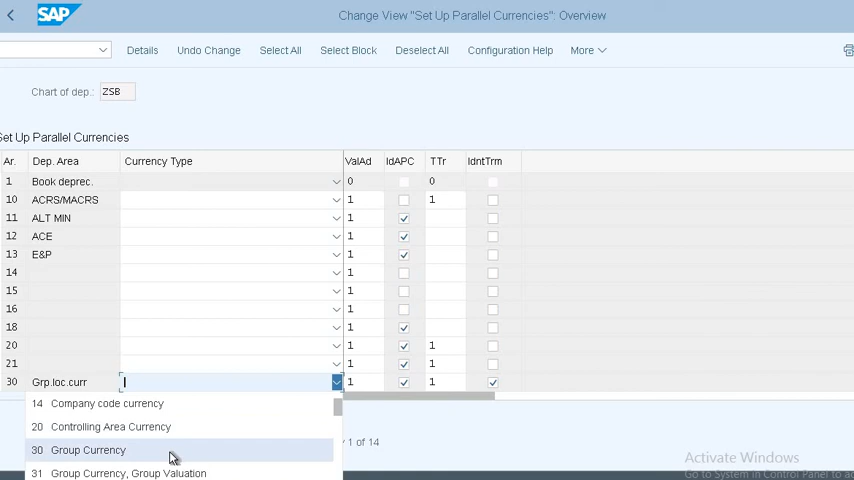 SAP
Change View "Set Up Parallel Currencies": Overview
Details Undo Change Select All Select Block Deselect All Configuration Help More
Chart of dep.: ZSB
Set Up Parallel Currencies
Ar. Dep. Area Currency Type ValAd IdAPC TTr IdntTrm
1 Book deprec. 0 0
10 ACRS/MACRS 1 1
11 ALT MIN 1
12 ACE 1
13 E&P 1
14 1
15 1
16 1
18 1
20 1 1
21 1 1
30 Grp.loc.curr 1 1
14 Company code currency
20 Controlling Area Currency
30 Group Currency
31 Group Currency, Group Valuation
1 of 14
Activate Windows
Go to System in Control Panel to